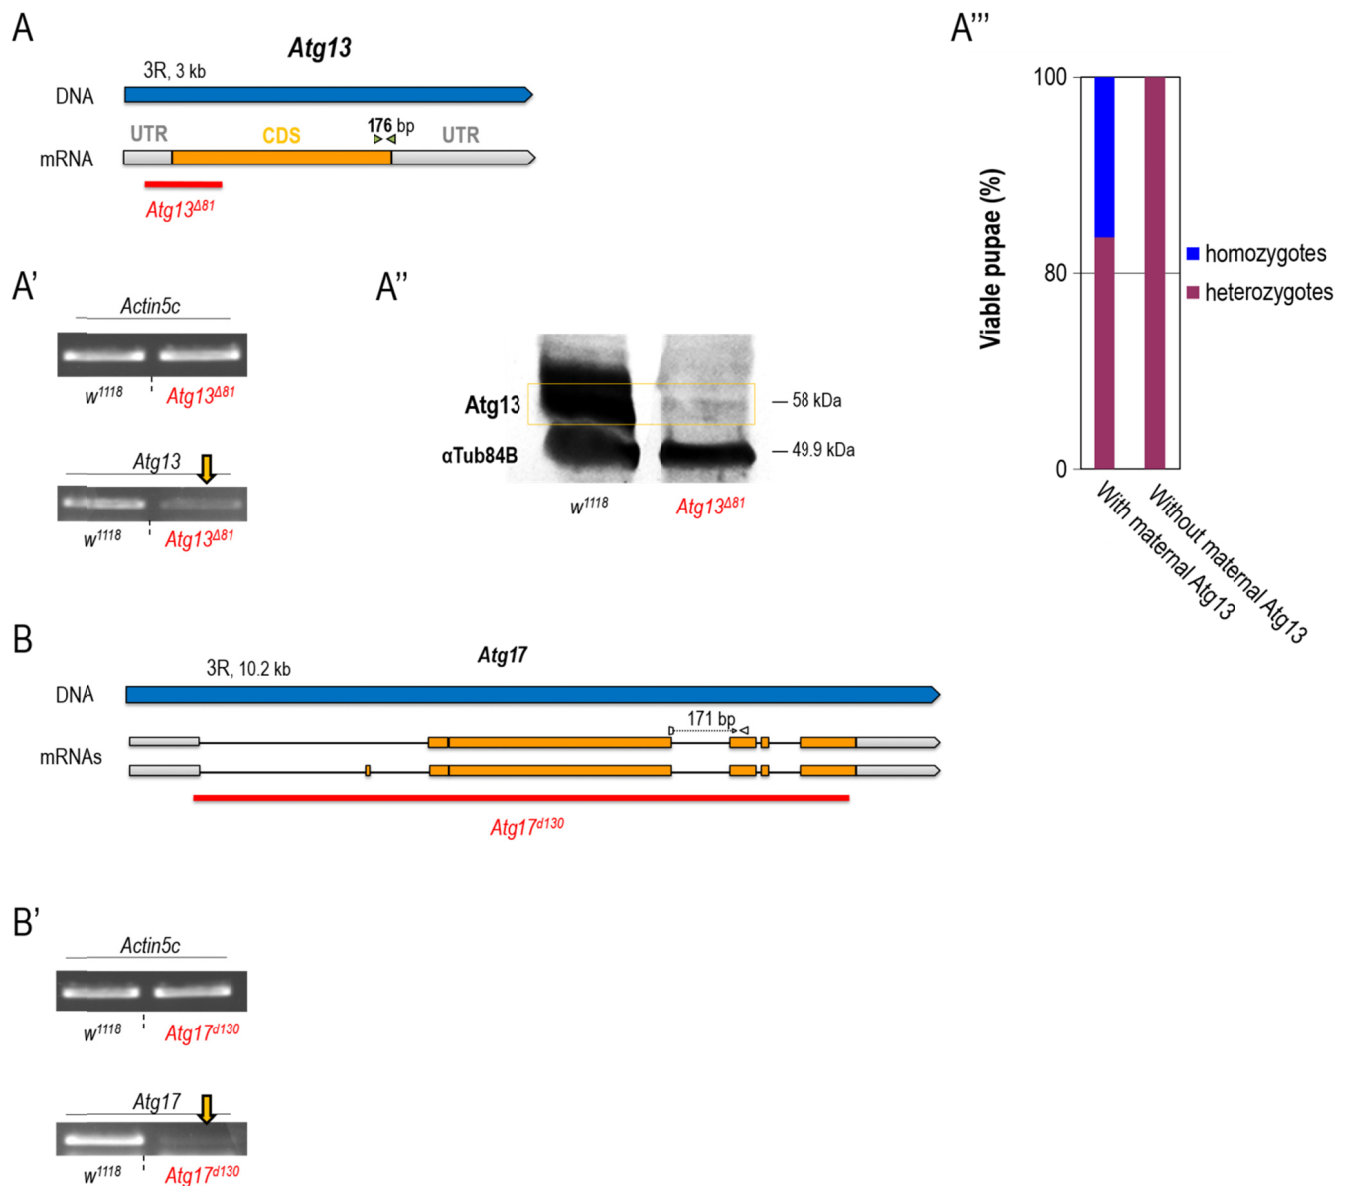 A
Atg13
3R, 3 kb
DNA
UTR CDS 176 bp UTR
mRNA
Atg13Δ81
A'
Actin5c
w1118 Atg13Δ81
Atg13
w1118 Atg13Δ81
A''
Atg13 — 58 kDa
αTub84B — 49.9 kDa
w1118 Atg13Δ81
A'''
Viable pupae (%)
100
80
0
homozygotes
heterozygotes
With maternal Atg13
Without maternal Atg13
B
Atg17
3R, 10.2 kb
DNA
171 bp
mRNAs
Atg17d130
B'
Actin5c
w1118 Atg17d130
Atg17
w1118 Atg17d130